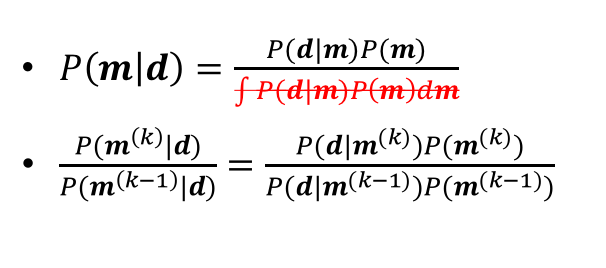 • P(m|d) = P(d|m)P(m) / ∫ P(d|m)P(m)dm
• P(m^(k)|d) / P(m^(k−1)|d) = P(d|m^(k))P(m^(k)) / P(d|m^(k−1))P(m^(k−1))